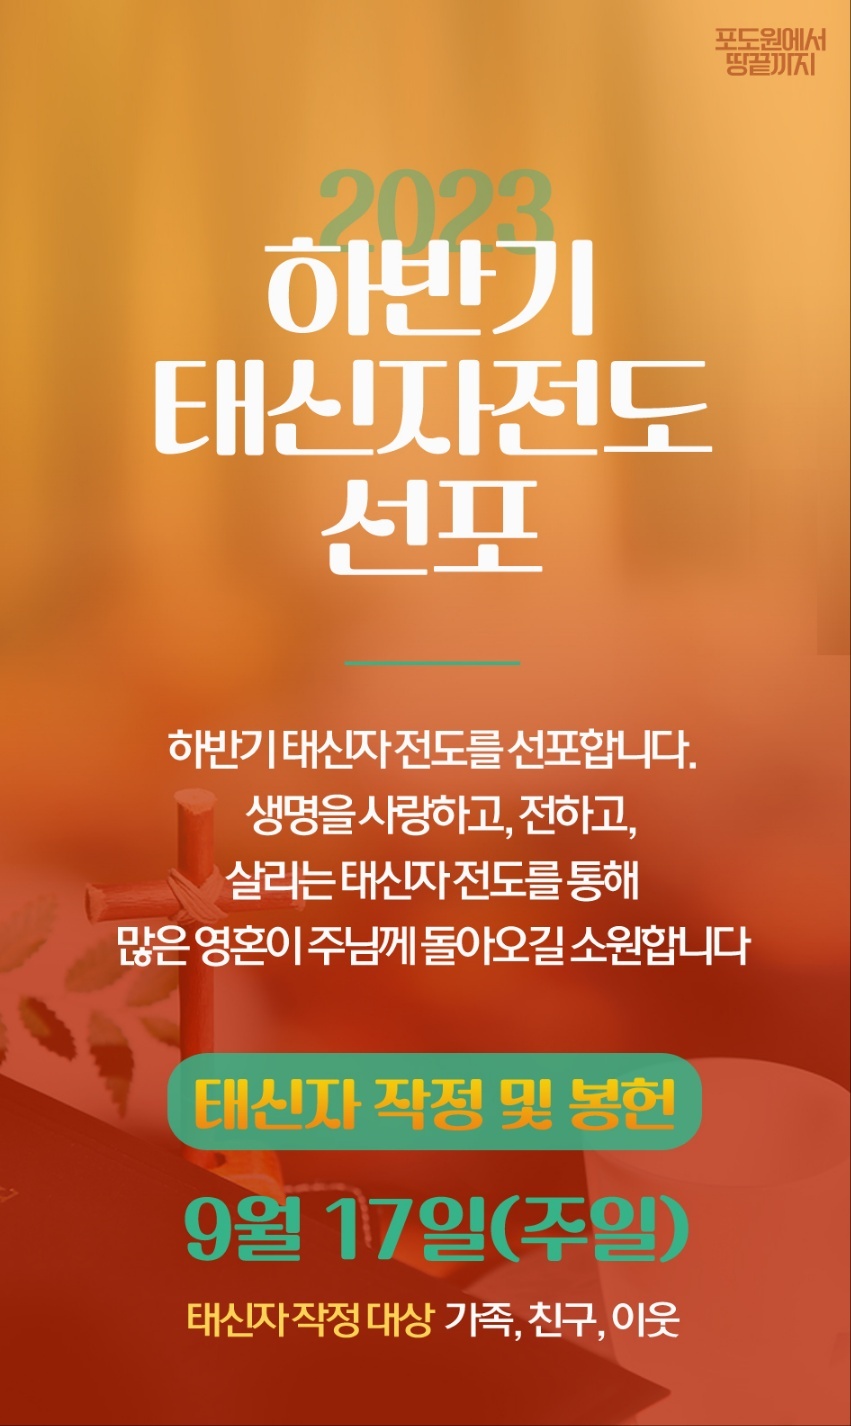 포도원에서
땅끝까지
2023
하반기
태신자전도
선포
하반기 태신자 전도를 선포합니다.
생명을 사랑하고, 전하고,
살리는 태신자 전도를 통해
많은 영혼이 주님께 돌아오길 소원합니다
태신자 작정 및 봉헌
9월 17일(주일)
태신자 작정 대상 가족, 친구, 이웃